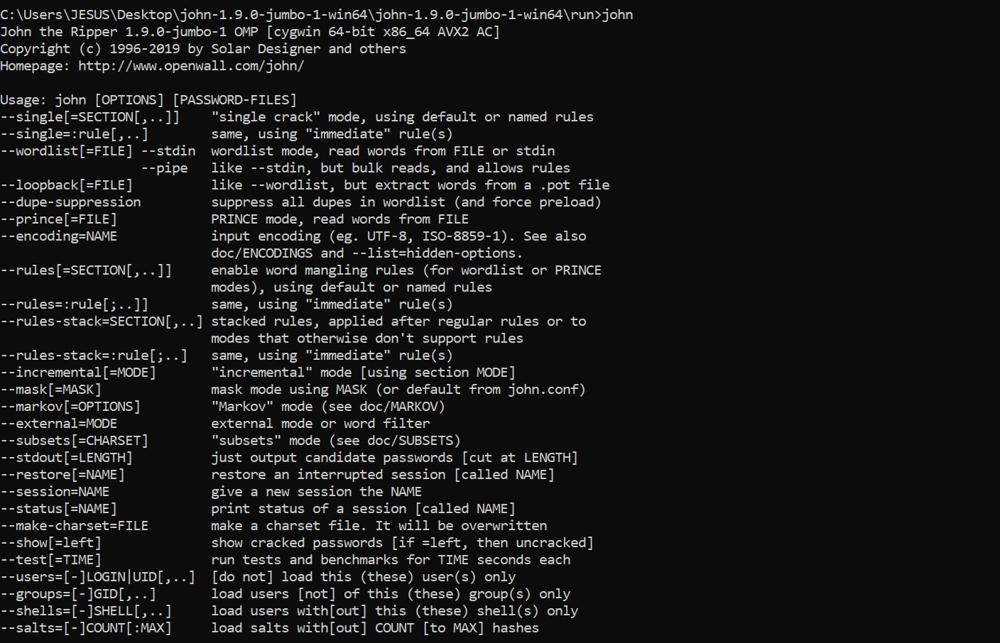 C:\Users\JESUS\Desktop\john-1.9.0-jumbo-1-win64\john-1.9.0-jumbo-1-win64\run>john
John the Ripper 1.9.0-jumbo-1 OMP [cygwin 64-bit x86_64 AVX2 AC]
Copyright (c) 1996-2019 by Solar Designer and others
Homepage: http://www.openwall.com/john/

Usage: john [OPTIONS] [PASSWORD-FILES]
--single[=SECTION[,..]]    "single crack" mode, using default or named rules
--single=:rule[,..]        same, using "immediate" rule(s)
--wordlist[=FILE] --stdin  wordlist mode, read words from FILE or stdin
                  --pipe   like --stdin, but bulk reads, and allows rules
--loopback[=FILE]          like --wordlist, but extract words from a .pot file
--dupe-suppression         suppress all dupes in wordlist (and force preload)
--prince[=FILE]            PRINCE mode, read words from FILE
--encoding=NAME            input encoding (eg. UTF-8, ISO-8859-1). See also
                           doc/ENCODINGS and --list=hidden-options.
--rules[=SECTION[,..]]     enable word mangling rules (for wordlist or PRINCE
                           modes), using default or named rules
--rules=:rule[;..]]        same, using "immediate" rule(s)
--rules-stack=SECTION[,..] stacked rules, applied after regular rules or to
                           modes that otherwise don't support rules
--rules-stack=:rule[;..]   same, using "immediate" rule(s)
--incremental[=MODE]       "incremental" mode [using section MODE]
--mask[=MASK]              mask mode using MASK (or default from john.conf)
--markov[=OPTIONS]         "Markov" mode (see doc/MARKOV)
--external=MODE            external mode or word filter
--subsets[=CHARSET]        "subsets" mode (see doc/SUBSETS)
--stdout[=LENGTH]          just output candidate passwords [cut at LENGTH]
--restore[=NAME]           restore an interrupted session [called NAME]
--session=NAME             give a new session the NAME
--status[=NAME]            print status of a session [called NAME]
--make-charset=FILE        make a charset file. It will be overwritten
--show[=left]              show cracked passwords [if =left, then uncracked]
--test[=TIME]              run tests and benchmarks for TIME seconds each
--users=[-]LOGIN|UID[,..]  [do not] load this (these) user(s) only
--groups=[-]GID[,..]       load users [not] of this (these) group(s) only
--shells=[-]SHELL[,..]     load users with[out] this (these) shell(s) only
--salts=[-]COUNT[:MAX]     load salts with[out] COUNT [to MAX] hashes